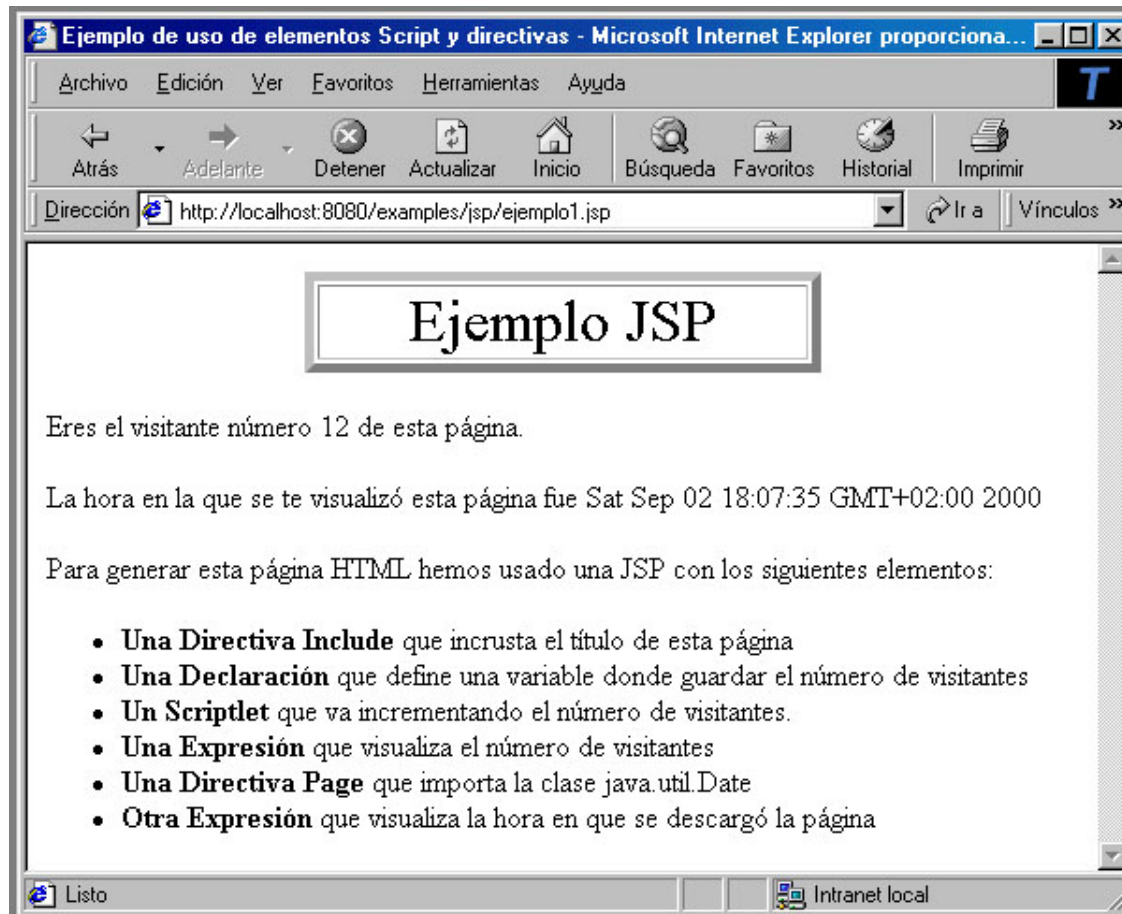 Ejemplo de uso de elementos Script y directivas - Microsoft Internet Explorer proporciona...
Archivo Edición Ver Favoritos Herramientas Ayuda
T
Atrás Adelante Detener Actualizar Inicio Búsqueda Favoritos Historial Imprimir »
Dirección http://localhost:8080/examples/jsp/ejemplo1.jsp Ir a Vínculos »
Ejemplo JSP
Eres el visitante número 12 de esta página.
La hora en la que se te visualizó esta página fue Sat Sep 02 18:07:35 GMT+02:00 2000
Para generar esta página HTML hemos usado una JSP con los siguientes elementos:
• Una Directiva Include que incrusta el título de esta página
• Una Declaración que define una variable donde guardar el número de visitantes
• Un Scriptlet que va incrementando el número de visitantes.
• Una Expresión que visualiza el número de visitantes
• Una Directiva Page que importa la clase java.util.Date
• Otra Expresión que visualiza la hora en que se descargó la página
Listo Intranet local